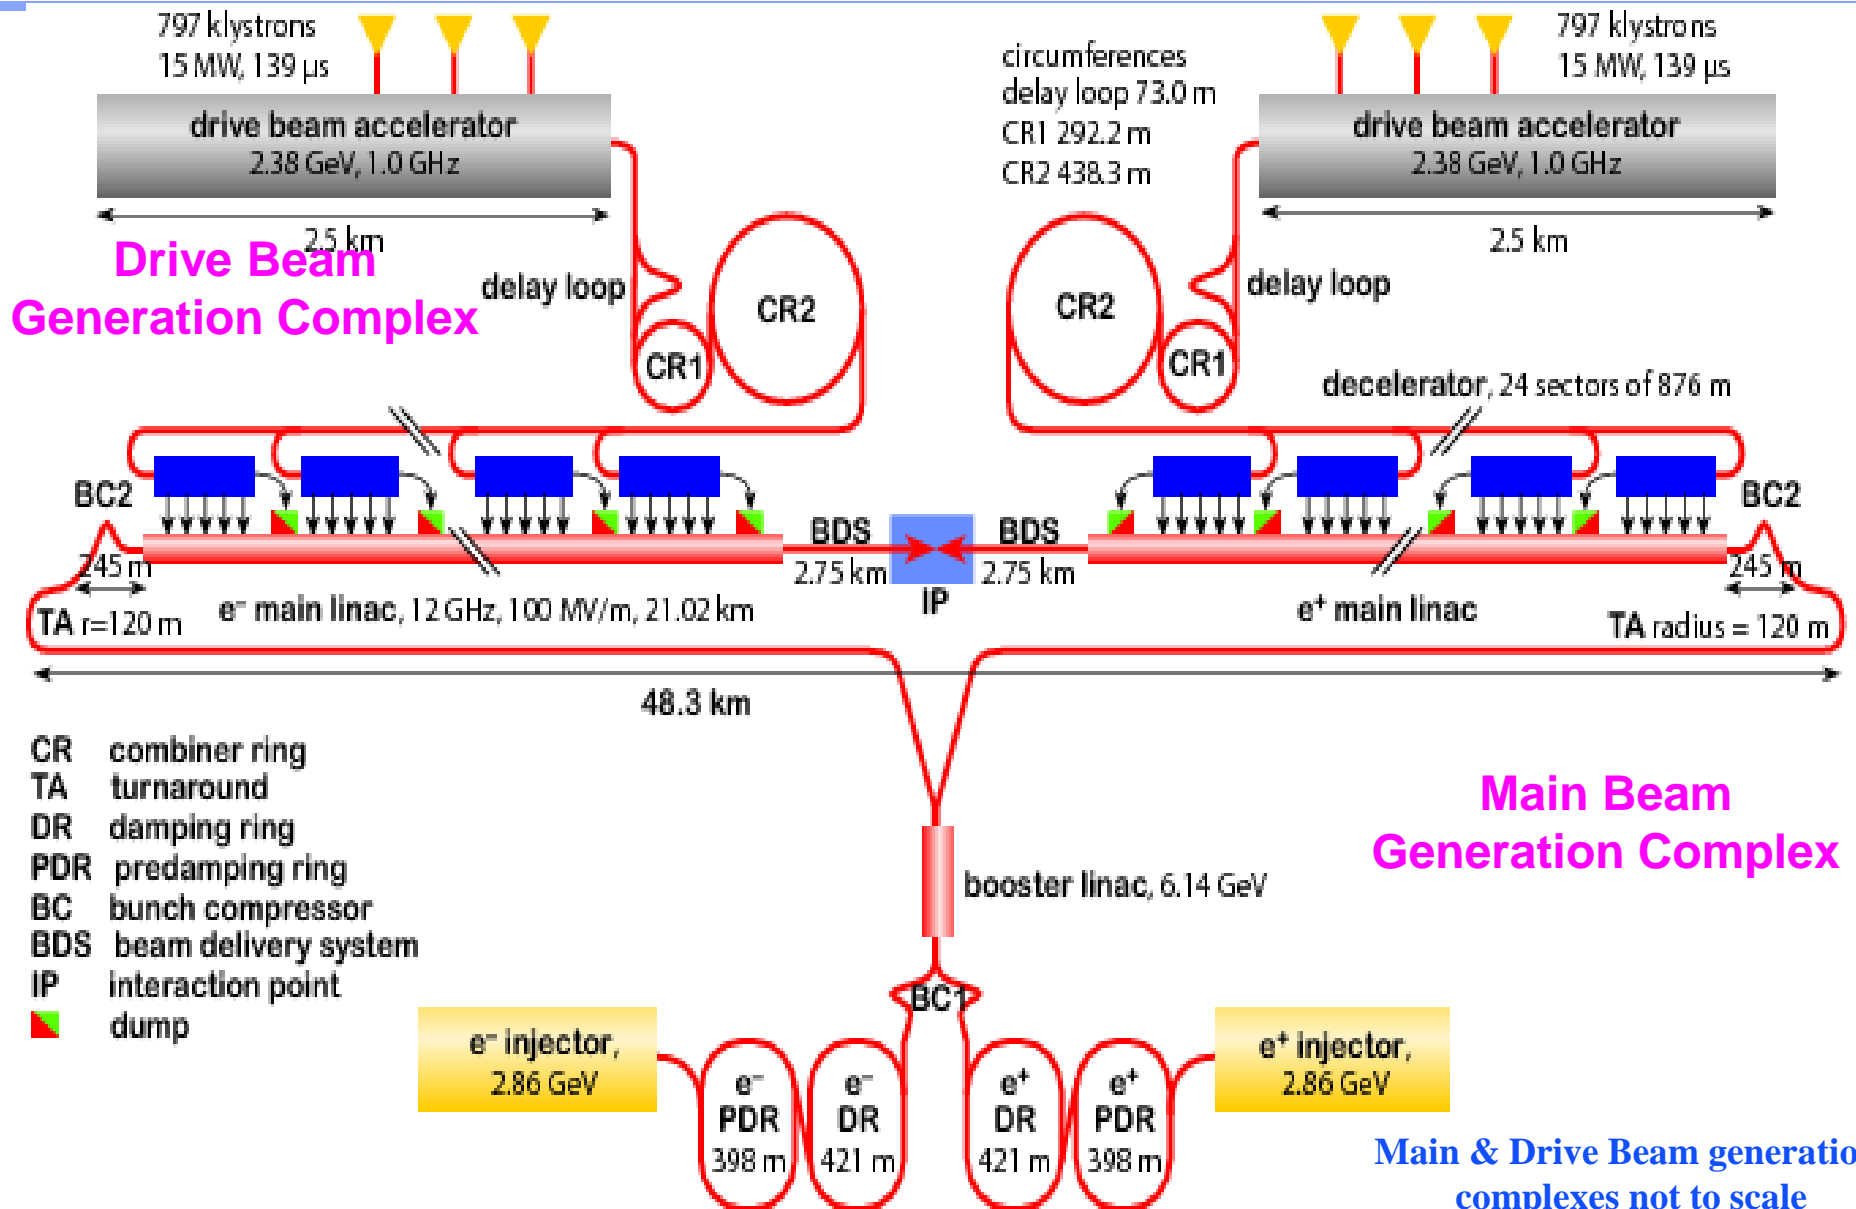 797 klystrons
15 MW, 139 µs
drive beam accelerator
2.38 GeV, 1.0 GHz
2.5 km
Drive Beam
Generation Complex
delay loop
CR1
CR2
circumferences
delay loop 73.0 m
CR1 292.2 m
CR2 438.3 m
797 klystrons
15 MW, 139 µs
drive beam accelerator
2.38 GeV, 1.0 GHz
2.5 km
delay loop
CR2
CR1
decelerator, 24 sectors of 876 m
BC2
245 m
TA r=120 m
e⁻ main linac, 12 GHz, 100 MV/m, 21.02 km
BDS
2.75 km
IP
BDS
2.75 km
e⁺ main linac
BC2
245 m
TA radius = 120 m
48.3 km
CR combiner ring
TA turnaround
DR damping ring
PDR predamping ring
BC bunch compressor
BDS beam delivery system
IP interaction point
dump
Main Beam
Generation Complex
booster linac, 6.14 GeV
BC1
e⁻ injector,
2.86 GeV
e⁻
PDR
398 m
e⁻
DR
421 m
e⁺
DR
421 m
e⁺
PDR
398 m
e⁺ injector,
2.86 GeV
Main & Drive Beam generatio
complexes not to scale